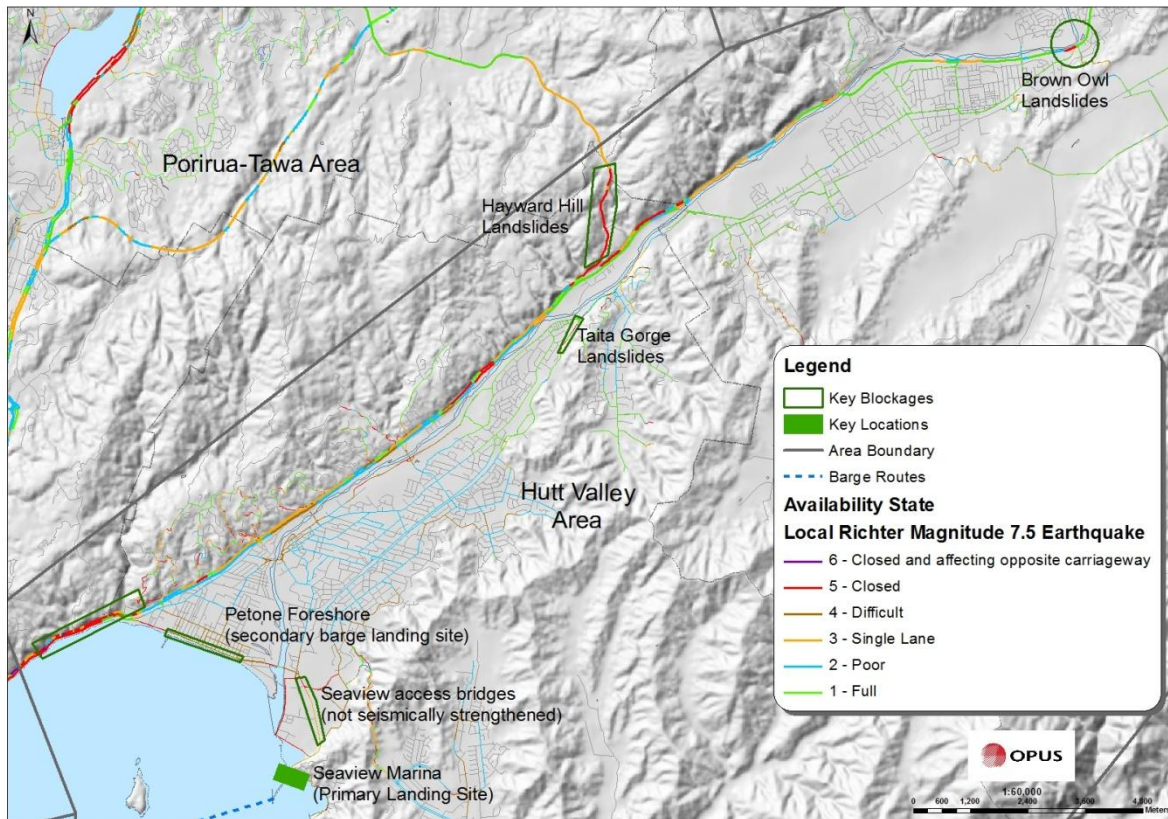 N
Brown Owl
Landslides
Porirua-Tawa Area
Hayward Hill
Landslides
Taita Gorge
Landslides
Hutt Valley
Area
Petone Foreshore
(secondary barge landing site)
Seaview access bridges
(not seismically strengthened)
Seaview Marina
(Primary Landing Site)
Legend
Key Blockages
Key Locations
Area Boundary
Barge Routes
Availability State
Local Richter Magnitude 7.5 Earthquake
6 - Closed and affecting opposite carriageway
5 - Closed
4 - Difficult
3 - Single Lane
2 - Poor
1 - Full
OPUS
1:60,000
0 600 1,200 2,400 3,600 4,800
Meters